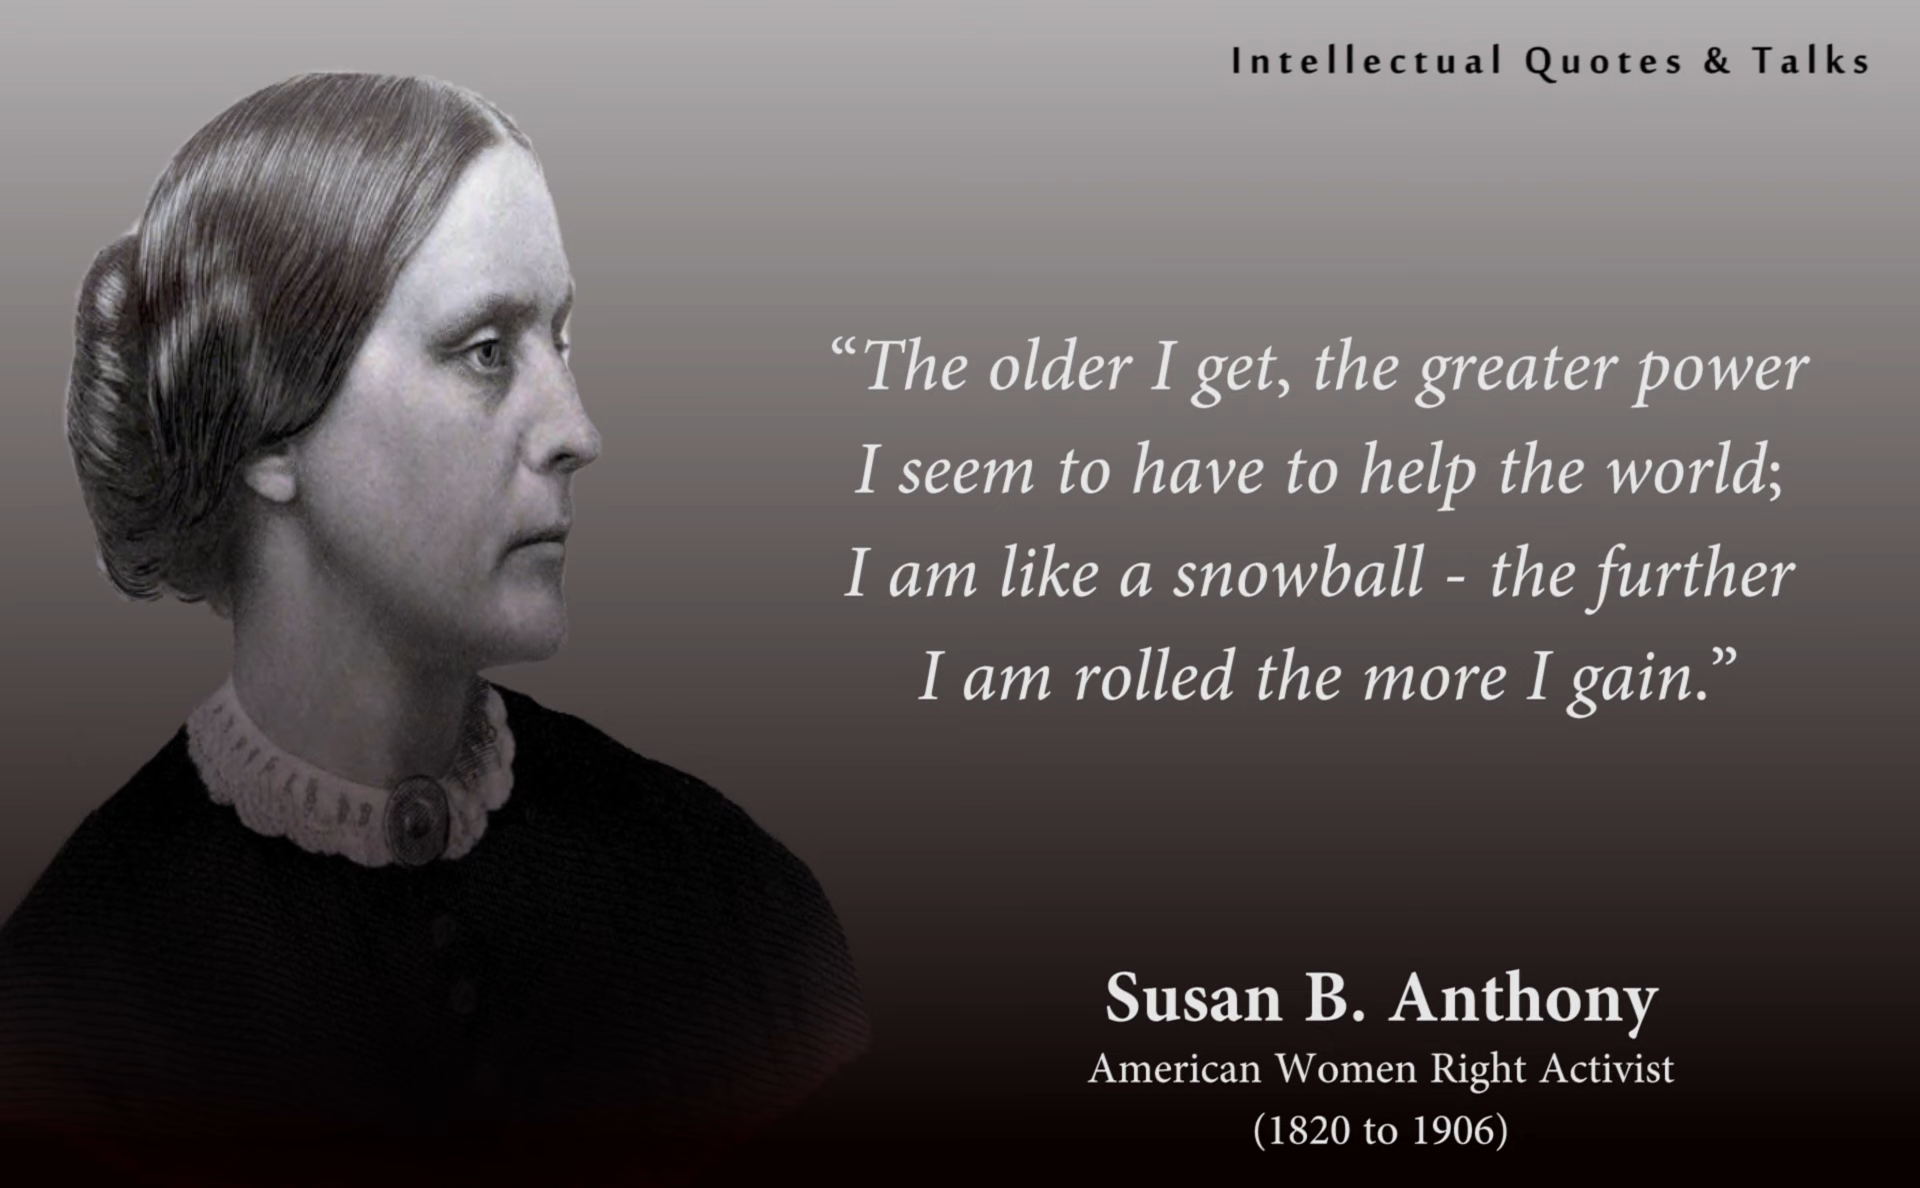 Intellectual Quotes & Talks
“The older I get, the greater power
I seem to have to help the world;
I am like a snowball - the further
I am rolled the more I gain.”
Susan B. Anthony
American Women Right Activist
(1820 to 1906)